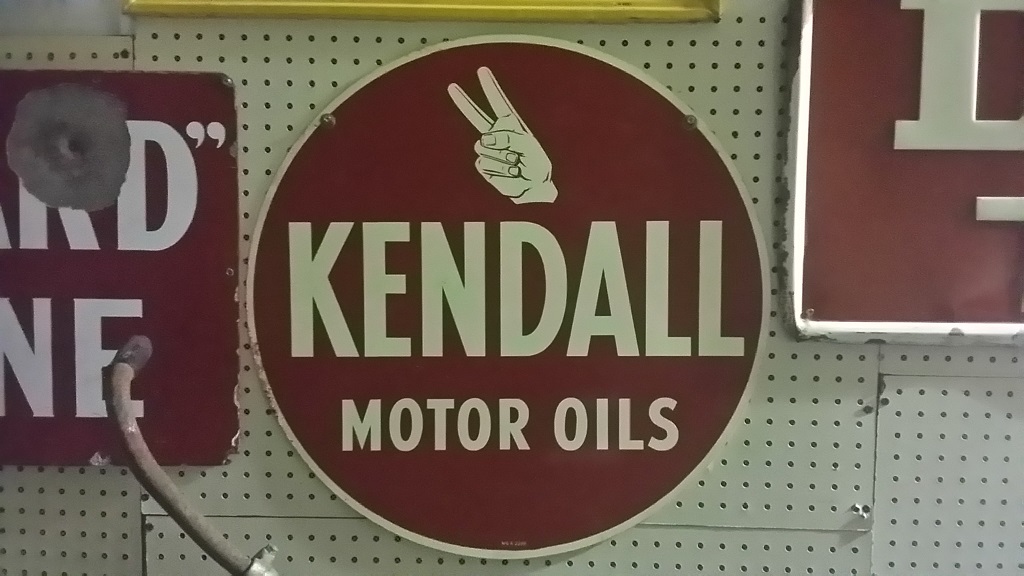 KENDALL
MOTOR OILS
ARD”
NE